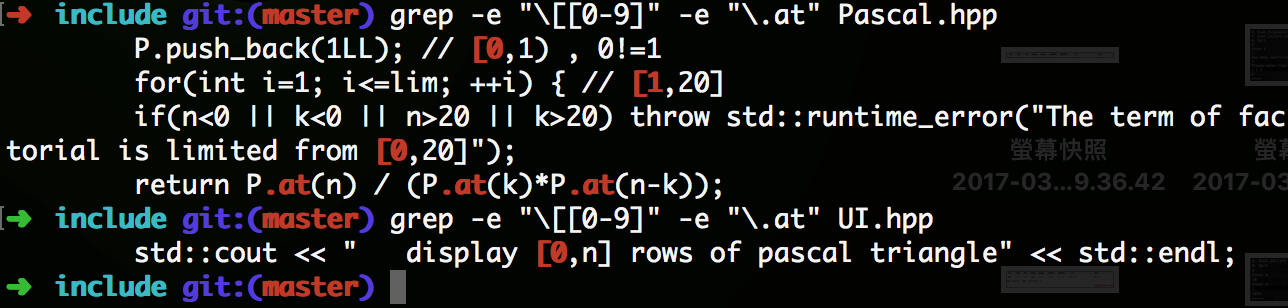 ➜  include git:(master) grep -e "\[[0-9]" -e "\.at" Pascal.hpp
        P.push_back(1LL); // [0,1) , 0!=1
        for(int i=1; i<=lim; ++i) { // [1,20]
        if(n<0 || k<0 || n>20 || k>20) throw std::runtime_error("The term of fac
torial is limited from [0,20]");
        return P.at(n) / (P.at(k)*P.at(n-k));
➜  include git:(master) grep -e "\[[0-9]" -e "\.at" UI.hpp
        std::cout << "   display [0,n] rows of pascal triangle" << std::endl;
➜  include git:(master)
螢幕快照
2017-03...9.36.42
2017-03